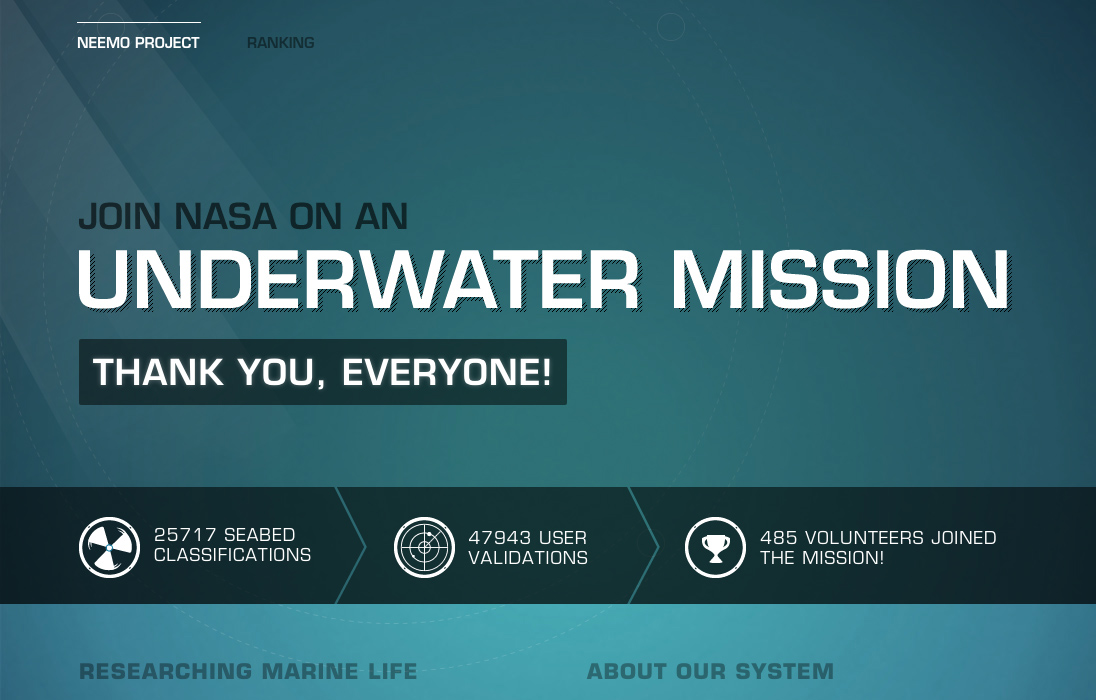 NEEMO PROJECT RANKING
JOIN NASA ON AN
UNDERWATER MISSION
THANK YOU, EVERYONE!
25717 SEABED
CLASSIFICATIONS
47943 USER
VALIDATIONS
485 VOLUNTEERS JOINED
THE MISSION!
RESEARCHING MARINE LIFE
ABOUT OUR SYSTEM